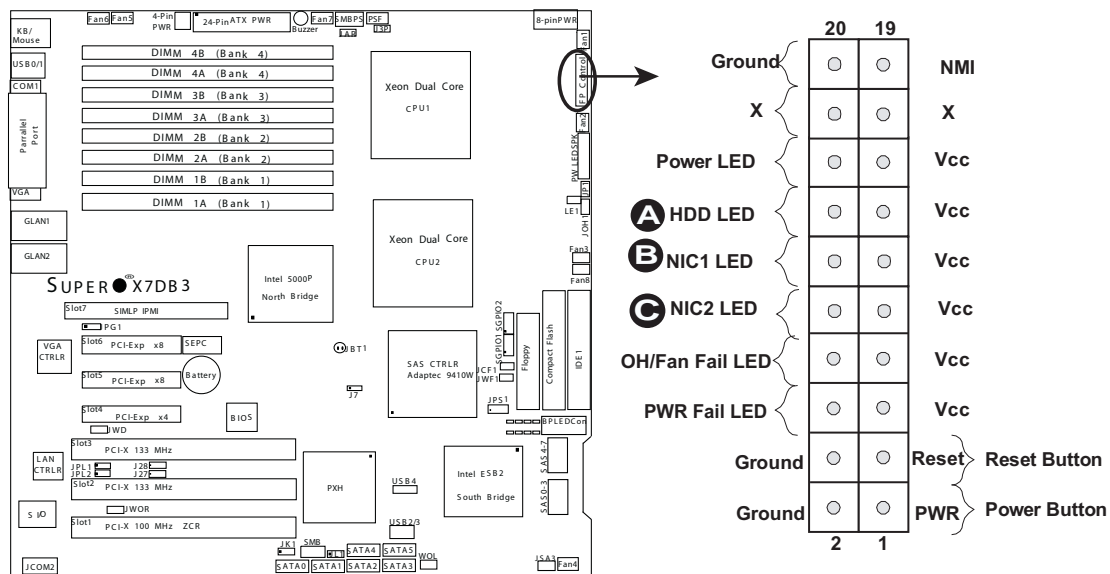 Fan6
Fan5
4-Pin
PWR
24-Pin ATX PWR
Buzzer
Fan7
SMBPS
PSF
JAR
J3P
8-pinPWR
KB/
Mouse
USB0/1
COM1
Parrallel
Port
VGA
GLAN1
GLAN2
DIMM 4B (Bank 4)
DIMM 4A (Bank 4)
DIMM 3B (Bank 3)
DIMM 3A (Bank 3)
DIMM 2B (Bank 2)
DIMM 2A (Bank 2)
DIMM 1B (Bank 1)
DIMM 1A (Bank 1)
Xeon Dual Core
CPU1
Xeon Dual Core
CPU2
Fan1
FP Control
Fan2
PW LEDSPK
JP1
LE1
JOH1
Fan3
Fan8
SUPER X7DB3
®
Intel 5000P
North Bridge
Slot7
SIMLP IPMI
JPG1
Slot6
PCI-Exp x8
SEPC
VGA
CTRLR
Slot5
PCI-Exp x8
Battery
Slot4
PCI-Exp x4
BIOS
JWD
JBT1
J7
SAS CTRLR
Adaptec 9410W
SGPIO1
SGPIO2
JCF1
JWF1
JPS1
Floppy
Compact Flash
IDE1
BPLEDCon
Slot3
PCI-X 133 MHz
LAN
CTRLR
JPL1
JPL2
J28
J27
Slot2
PCI-X 133 MHz
S IO
JWOR
Slot1
PCI-X 100 MHz ZCR
JCOM2
PXH
USB4
USB2/3
Intel ESB2
South Bridge
SAS4-7
SAS0-3
JK1
SMB
JL1
SATA4
SATA5
SATA0
SATA1
SATA2
SATA3
WOL
JSA3
Fan4
20
19
Ground
NMI
X
X
Power LED
Vcc
A HDD LED
Vcc
B NIC1 LED
Vcc
C NIC2 LED
Vcc
OH/Fan Fail LED
Vcc
PWR Fail LED
Vcc
Ground
Reset
Reset Button
Ground
PWR
Power Button
2
1